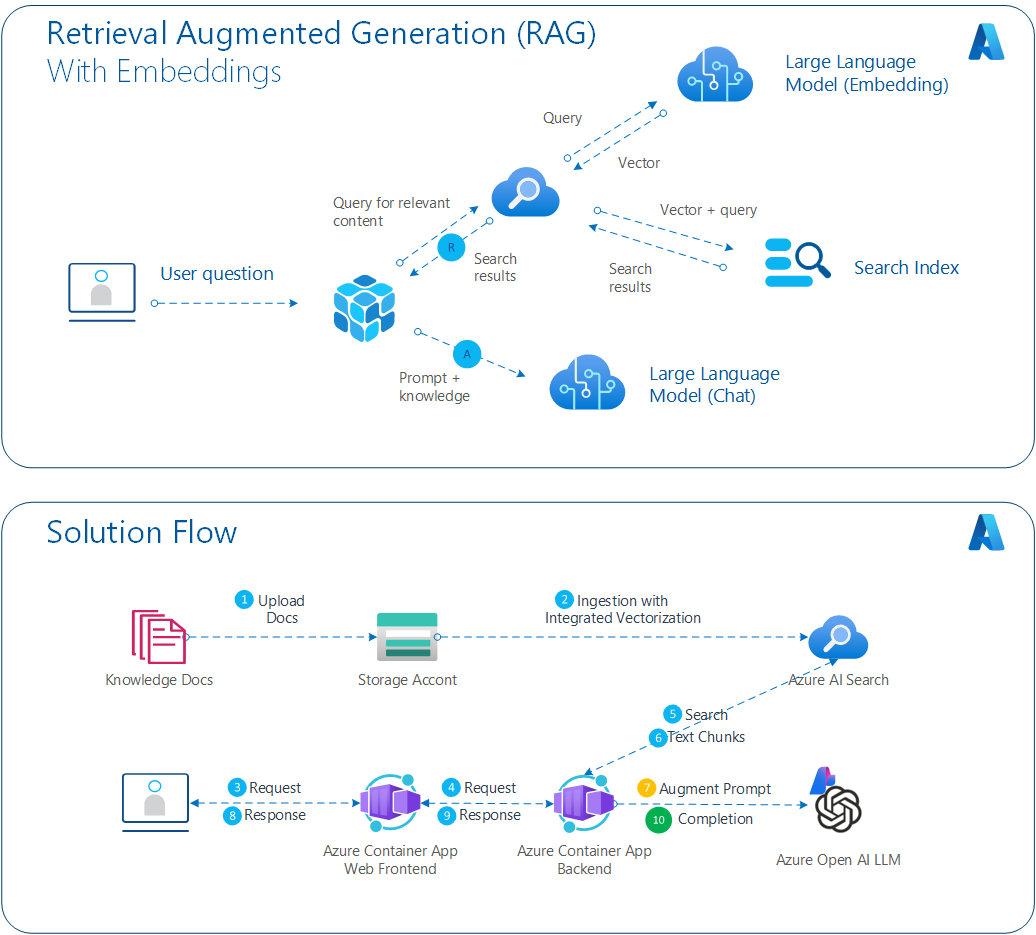 Retrieval Augmented Generation (RAG)
With Embeddings
Large Language
Model (Embedding)
Query
Vector
Query for relevant
content
Vector + query
R
Search
results
Search
results
Search Index
User question
A
Prompt +
knowledge
Large Language
Model (Chat)
Solution Flow
1 Upload
Docs
2 Ingestion with
Integrated Vectorization
Knowledge Docs
Storage Accont
Azure AI Search
5 Search
6 Text Chunks
3 Request
8 Response
4 Request
9 Response
7 Augment Prompt
10 Completion
Azure Container App
Web Frontend
Azure Container App
Backend
Azure Open AI LLM